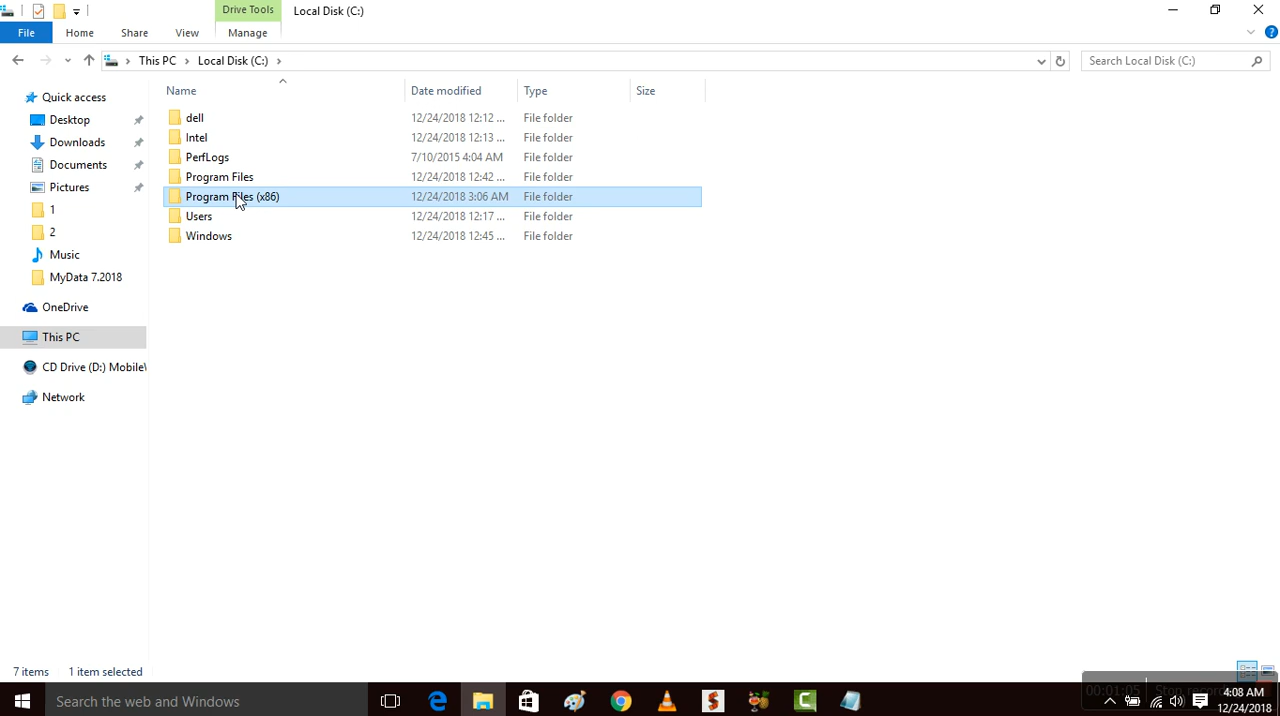 Drive Tools Local Disk (C:)
File Home Share View Manage
This PC Local Disk (C:) Search Local Disk (C:)
Name Date modified Type Size
Quick access
Desktop
Downloads
Documents
Pictures
1
2
Music
MyData 7.2018
OneDrive
This PC
CD Drive (D:) Mobile
Network
dell 12/24/2018 12:12 ... File folder
Intel 12/24/2018 12:13 ... File folder
PerfLogs 7/10/2015 4:04 AM File folder
Program Files 12/24/2018 12:42 ... File folder
Program Files (x86) 12/24/2018 3:06 AM File folder
Users 12/24/2018 12:17 ... File folder
Windows 12/24/2018 12:45 ... File folder
7 items 1 item selected
Search the web and Windows
00:01:05 Stop
4:08 AM
12/24/2018